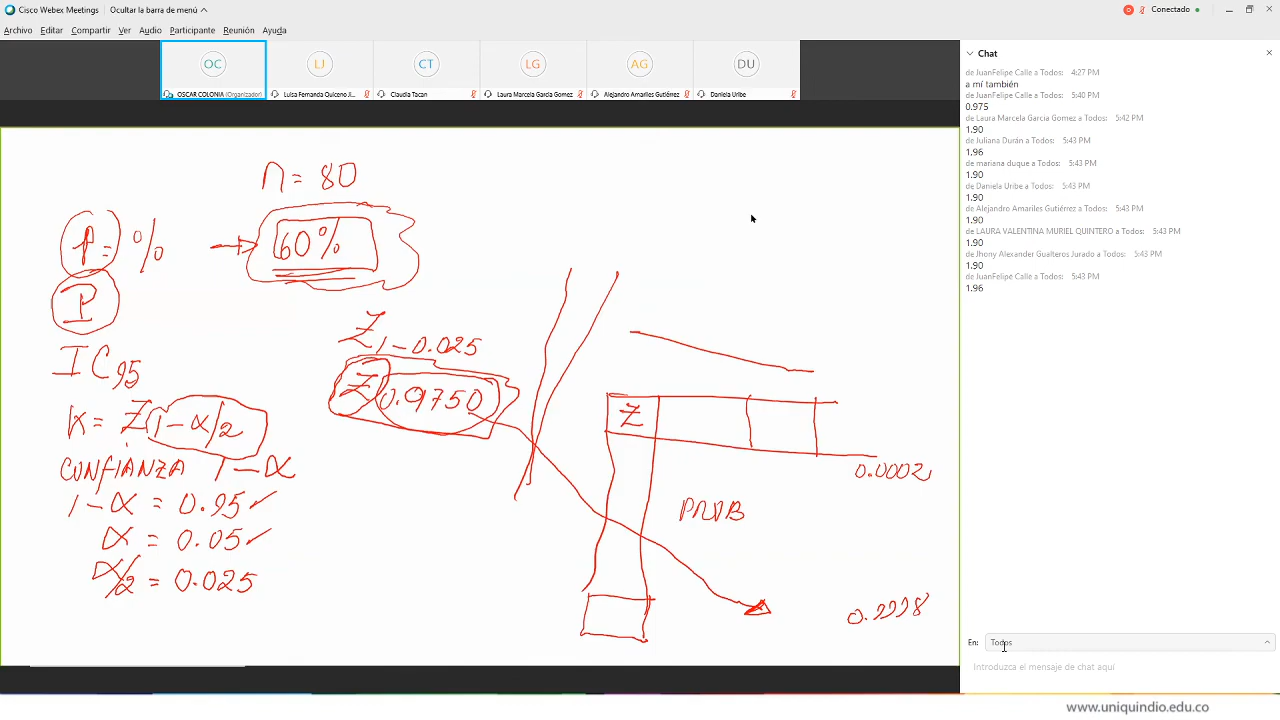 Cisco Webex Meetings
Ocultar la barra de menú
Conectado
Archivo Editar Compartir Ver Audio Participante Reunión Ayuda
OC
LJ
CT
LG
AG
DU
OSCAR COLONIA (Organizador)
Luisa Fernanda Quiceno Ji...
Claudia Tacan
Laura Marcela Garcia Gomez
Alejandro Amariles Gutiérrez
Daniela Uribe
n = 80
p = %
60%
P
IC95
Z1-0.025
Z0.9750
K = Z1-α/2
CONFIANZA 1-α
1-α = 0.95 ✓
α = 0.05 ✓
α/2 = 0.025
Z
0.0002
PROB
0.9998
Chat
de JuanFelipe Calle a Todos: 4:27 PM
a mí también
de JuanFelipe Calle a Todos: 5:40 PM
0.975
de Laura Marcela Garcia Gomez a Todos: 5:42 PM
1.90
de Juliana Durán a Todos: 5:43 PM
1.96
de mariana duque a Todos: 5:43 PM
1.90
de Daniela Uribe a Todos: 5:43 PM
1.90
de Alejandro Amariles Gutiérrez a Todos: 5:43 PM
1.90
de LAURA VALENTINA MURIEL QUINTERO a Todos: 5:43 PM
1.90
de Jhony Alexander Gualteros Jurado a Todos: 5:43 PM
1.90
de JuanFelipe Calle a Todos: 5:43 PM
1.96
En: Todos
Introduzca el mensaje de chat aquí
www.uniquindio.edu.co